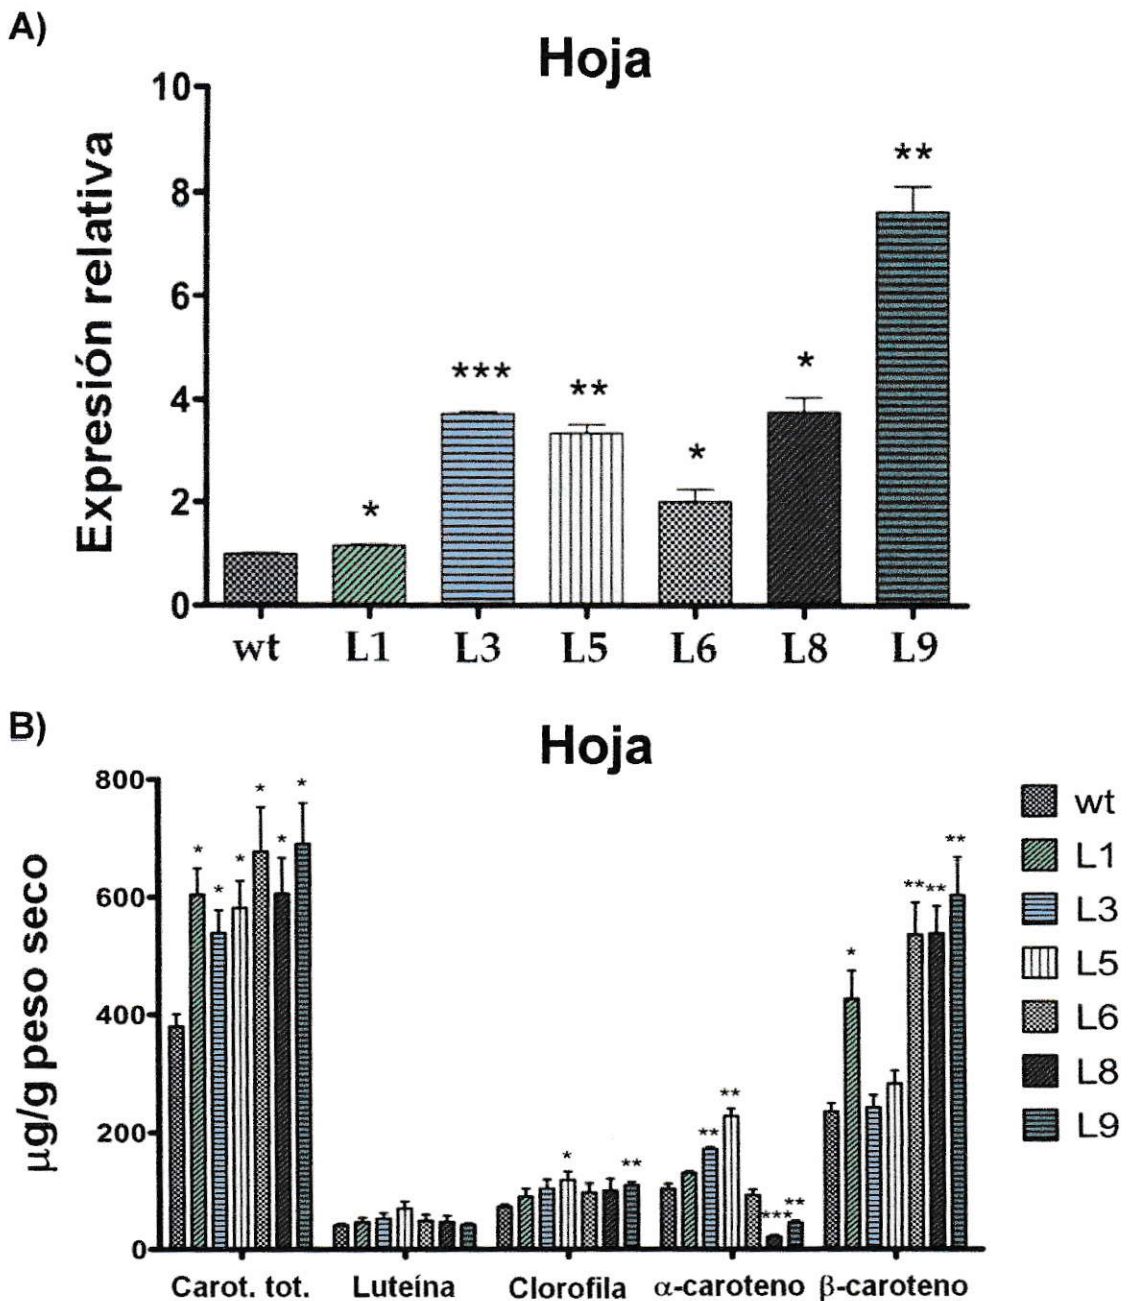 A)
Hoja
Expresión relativa
10
8
6
4
2
0
*
***
**
*
*
**
wt L1 L3 L5 L6 L8 L9
B)
Hoja
µg/g peso seco
800
600
400
200
0
* * * * * *
* **
** ** *** **
* ** ** **
Carot. tot. Luteína Clorofila α-caroteno β-caroteno
wt
L1
L3
L5
L6
L8
L9